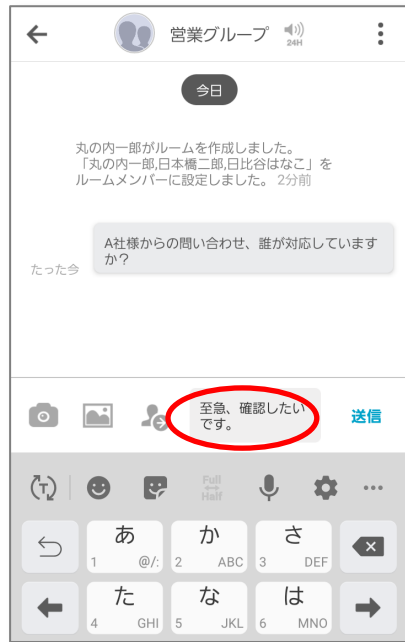 営業グループ
24H
今日
丸の内一郎がルームを作成しました。
「丸の内一郎,日本橋二郎,日比谷はなこ」を
ルームメンバーに設定しました。 2分前
A社様からの問い合わせ、誰が対応しています
か？
たった今
至急、確認したい
です。
送信
T
Full
Half
あ
1 @/:
か
2 ABC
さ
3 DEF
た
4 GHI
な
5 JKL
は
6 MNO